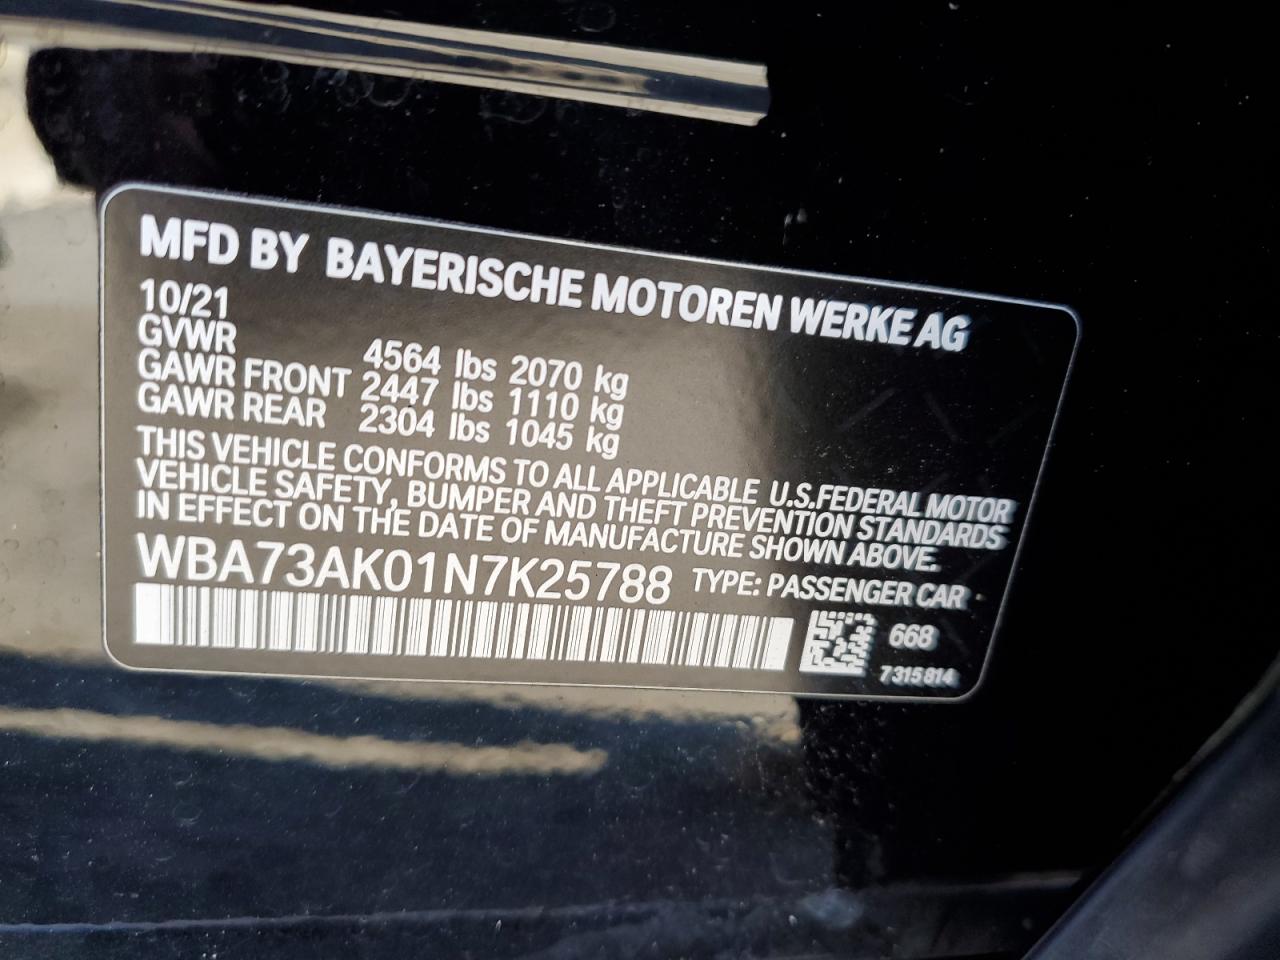 MFD BY BAYERISCHE MOTOREN WERKE AG
10/21
GVWR 4564 lbs 2070 kg
GAWR FRONT 2447 lbs 1110 kg
GAWR REAR 2304 lbs 1045 kg
THIS VEHICLE CONFORMS TO ALL APPLICABLE U.S.FEDERAL MOTOR
VEHICLE SAFETY, BUMPER AND THEFT PREVENTION STANDARDS
IN EFFECT ON THE DATE OF MANUFACTURE SHOWN ABOVE.
WBA73AK01N7K25788 TYPE: PASSENGER CAR
668
7 315 814